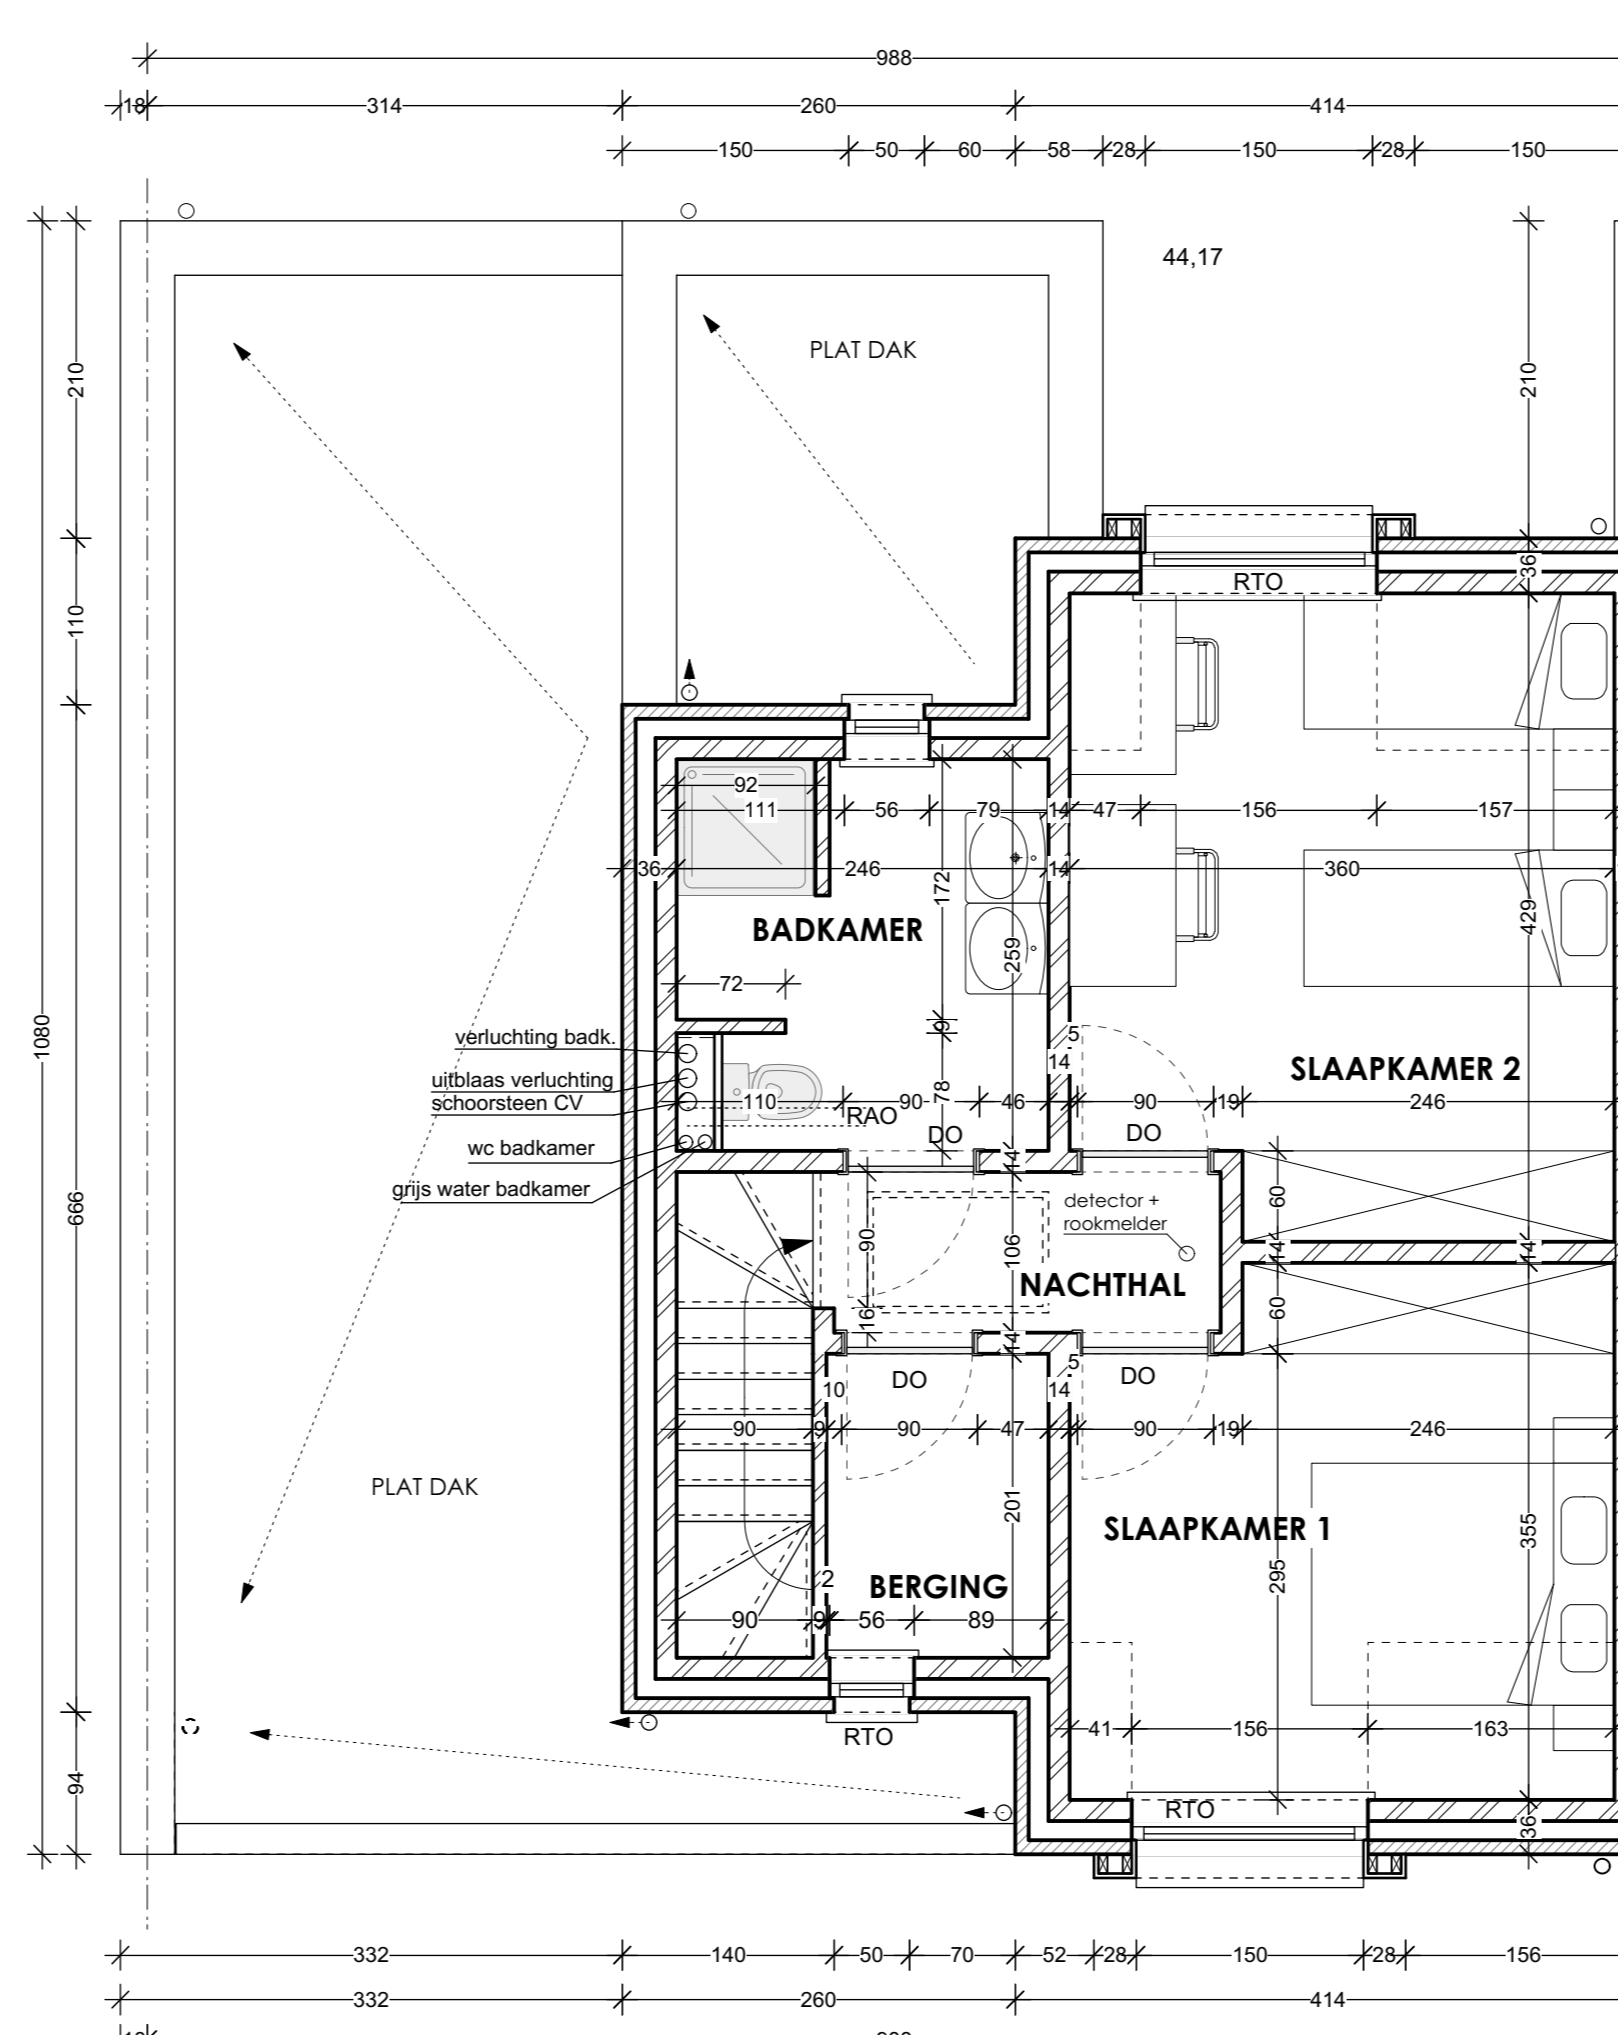 988
18 314 260 414
150 50 60 58 28 150 28 150
44,17
PLAT DAK
210 210
36
RTO
110
92
111 56 79 14 47 156 157
36 246 14 360
172
429
BADKAMER
259
72
9
5
verluchting badk.
14
SLAAPKAMER 2
1080
uitblaas verluchting
schoorsteen CV
110 90 78 46 90 19 246
RAO
DO DO
wc badkamer
14
grijs water badkamer
detector +
rookmelder
60
666
90 106
14 14
NACHTHAL
60
16
14
5
DO DO
10 14
90 9 90 47 90 19 246
PLAT DAK
201
SLAAPKAMER 1
355
295
2
BERGING
90 9 56 89
RTO
41 156 163
94
RTO
36
332 140 50 70 52 28 150 28 156
332 260 414